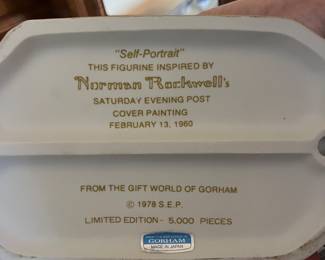 "Self-Portrait"
THIS FIGURINE INSPIRED BY
Norman Rockwell's
SATURDAY EVENING POST
COVER PAINTING
FEBRUARY 13, 1960
FROM THE GIFT WORLD OF GORHAM
© 1978 S.E.P.
LIMITED EDITION - 5,000 PIECES
GORHAM
MADE IN JAPAN